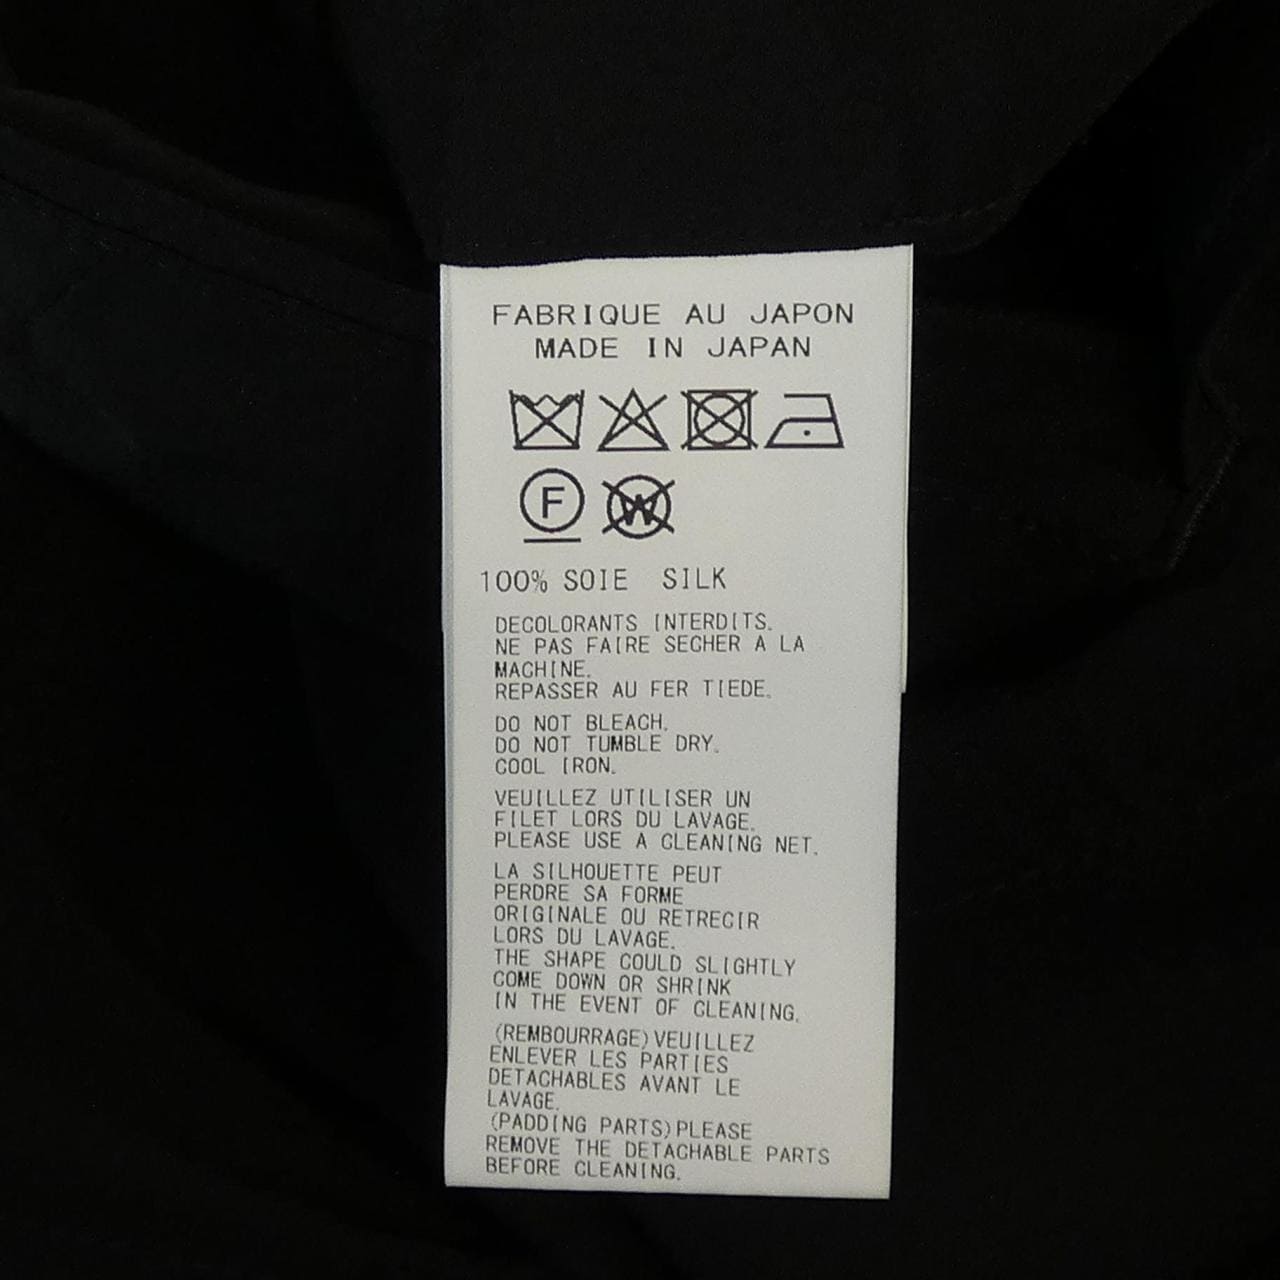 FABRIQUE AU JAPON
MADE IN JAPAN
F W
100% SOIE SILK
DECOLORANTS INTERDITS.
NE PAS FAIRE SECHER A LA
MACHINE.
REPASSER AU FER TIEDE.
DO NOT BLEACH.
DO NOT TUMBLE DRY.
COOL IRON.
VEUILLEZ UTILISER UN
FILET LORS DU LAVAGE.
PLEASE USE A CLEANING NET.
LA SILHOUETTE PEUT
PERDRE SA FORME
ORIGINALE OU RETRECIR
LORS DU LAVAGE.
THE SHAPE COULD SLIGHTLY
COME DOWN OR SHRINK
IN THE EVENT OF CLEANING.
(REMBOURRAGE)VEUILLEZ
ENLEVER LES PARTIES
DETACHABLES AVANT LE
LAVAGE.
(PADDING PARTS)PLEASE
REMOVE THE DETACHABLE PARTS
BEFORE CLEANING.